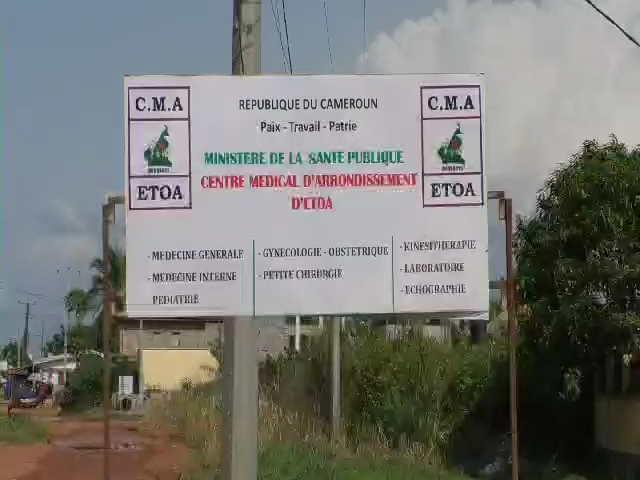 C.M.A
ETOA
REPUBLIQUE DU CAMEROUN
Paix - Travail - Patrie
MINISTERE DE LA SANTE PUBLIQUE
CENTRE MEDICAL D'ARRONDISSEMENT
D'ETOA
C.M.A
ETOA
- MEDECINE GENERALE
- MEDECINE INTERNE
PEDIATRIE
- GYNECOLOGIE - OBSTETRIQUE
- PETITE CHIRURGIE
- KINESITHERAPIE
- LABORATOIRE
- ECHOGRAPHIE